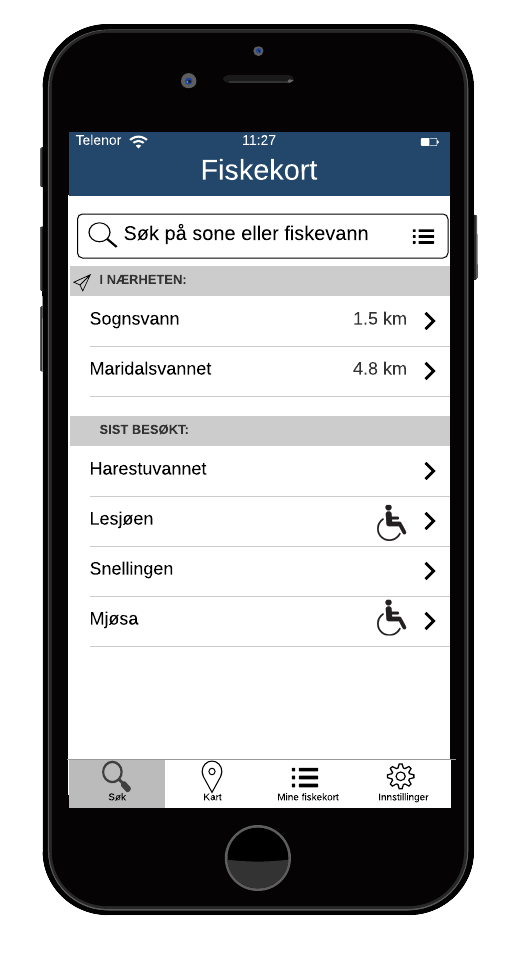 Telenor 11:27
Fiskekort
Søk på sone eller fiskevann
I NÆRHETEN:
Sognsvann 1.5 km
Maridalsvannet 4.8 km
SIST BESØKT:
Harestuvannet
Lesjøen
Snellingen
Mjøsa
Søk Kart Mine fiskekort Innstillinger